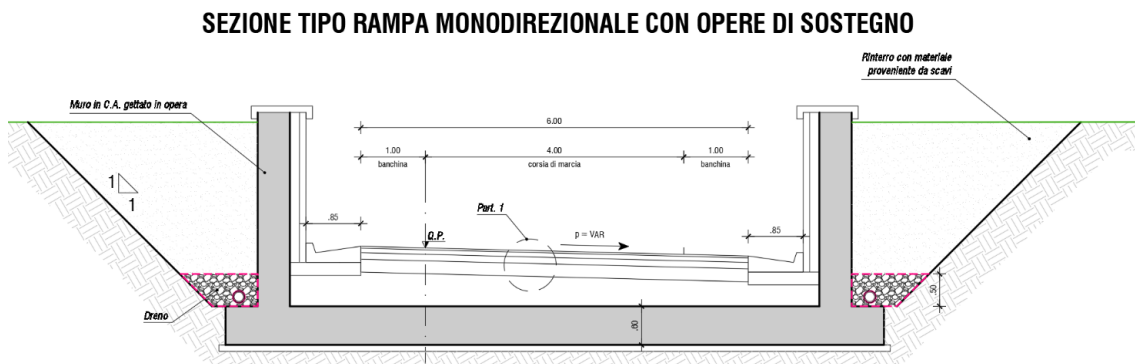 SEZIONE TIPO RAMPA MONODIREZIONALE CON OPERE DI SOSTEGNO
Rinterro con materiale
proveniente da scavi
Muro in C.A. gettato in opera
6.00
1.00
4.00
1.00
banchina
corsia di marcia
banchina
1
1
.85
Part. 1
Q.P.
p = VAR
.85
.50
Dreno
.60